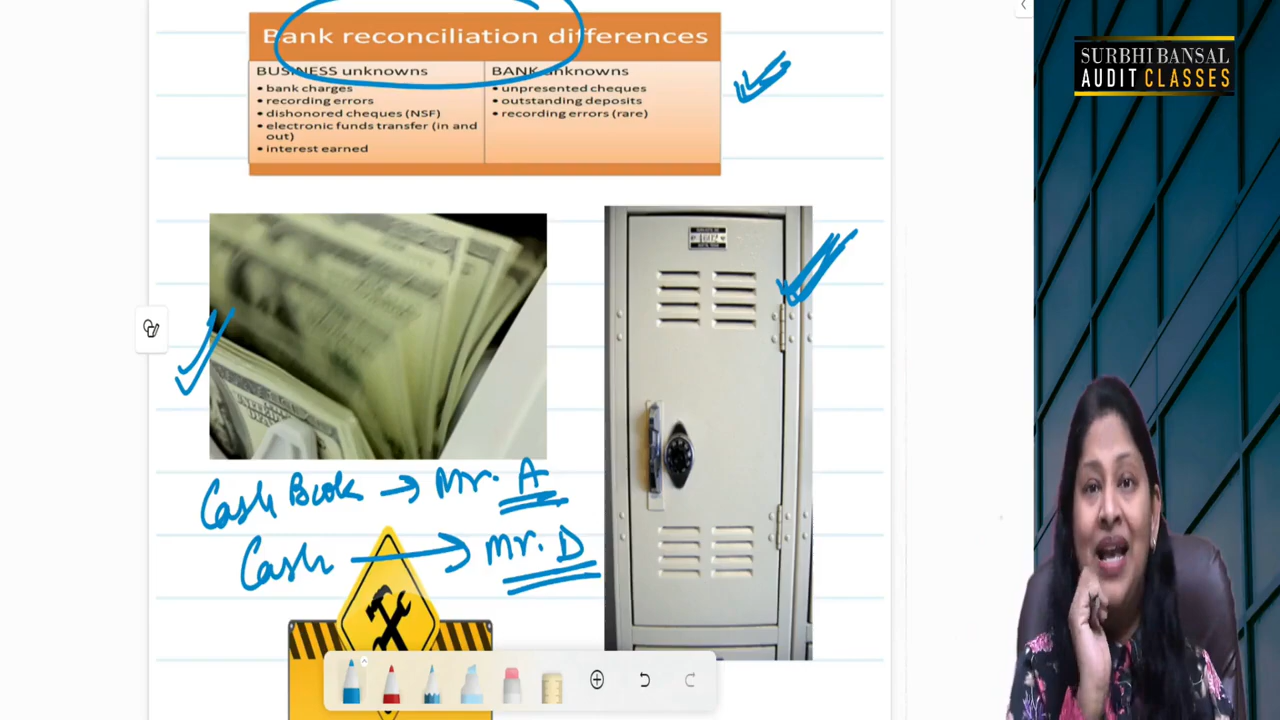 Bank reconciliation differences
BUSINESS unknowns
• bank charges
• recording errors
• dishonored cheques (NSF)
• electronic funds transfer (in and
out)
• interest earned
BANK unknowns
• unpresented cheques
• outstanding deposits
• recording errors (rare)
SURBHI BANSAL
AUDIT CLASSES
Cash Book → Mr. A
Cash → Mr. D